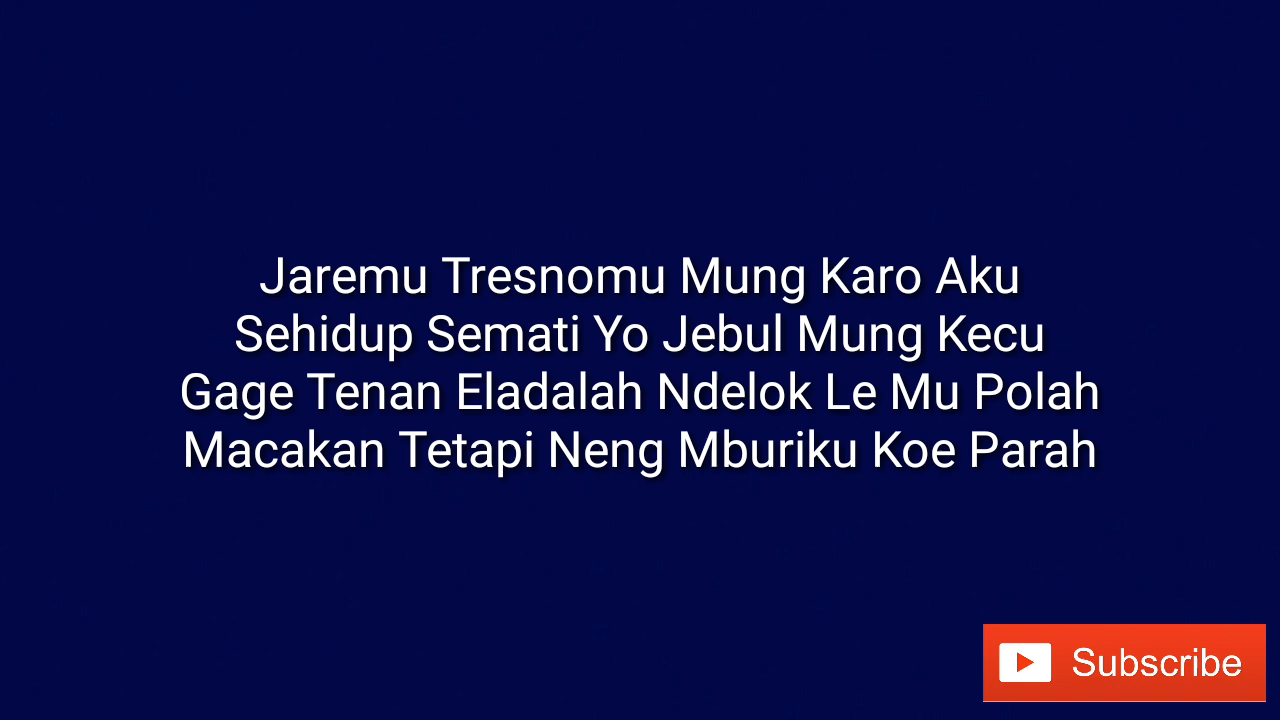 Jaremu Tresnomu Mung Karo Aku
Sehidup Semati Yo Jebul Mung Kecu
Gage Tenan Eladalah Ndelok Le Mu Polah
Macakan Tetapi Neng Mburiku Koe Parah
Subscribe